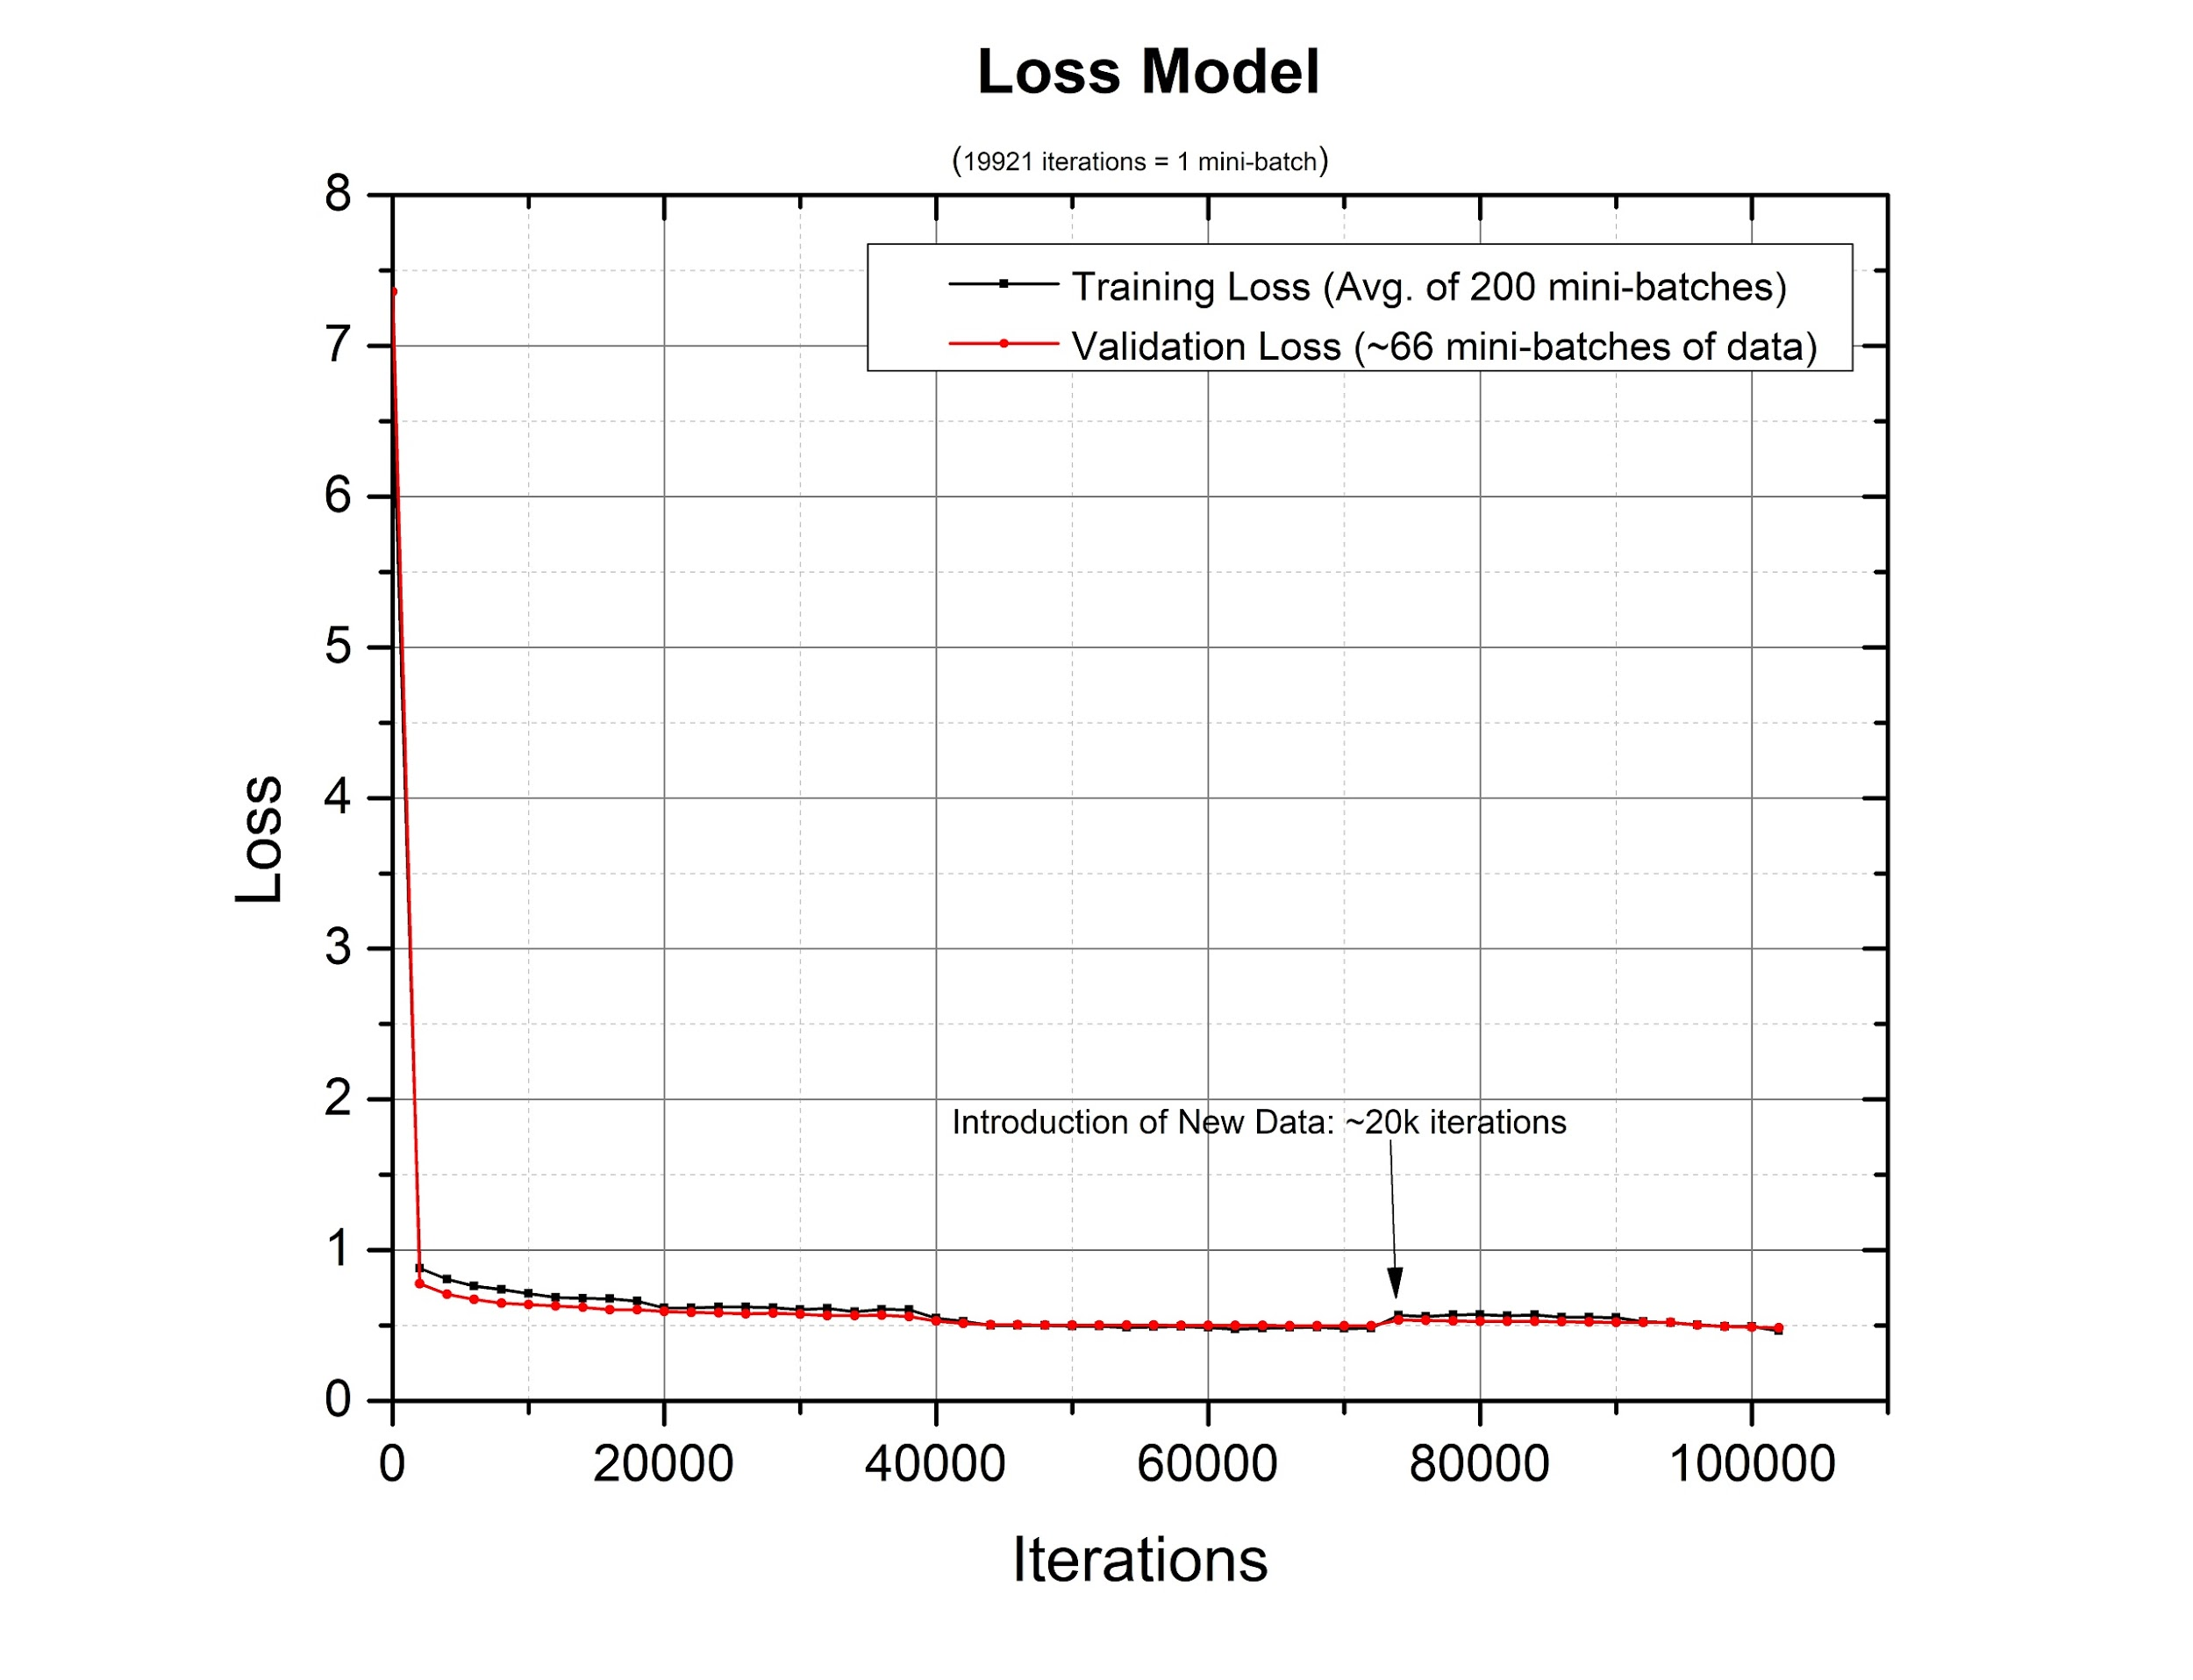 Loss Model
(19921 iterations = 1 mini-batch)
Training Loss (Avg. of 200 mini-batches)
Validation Loss (~66 mini-batches of data)
8
7
6
5
4
3
2
1
0
Loss
Introduction of New Data: ~20k iterations
0 20000 40000 60000 80000 100000
Iterations